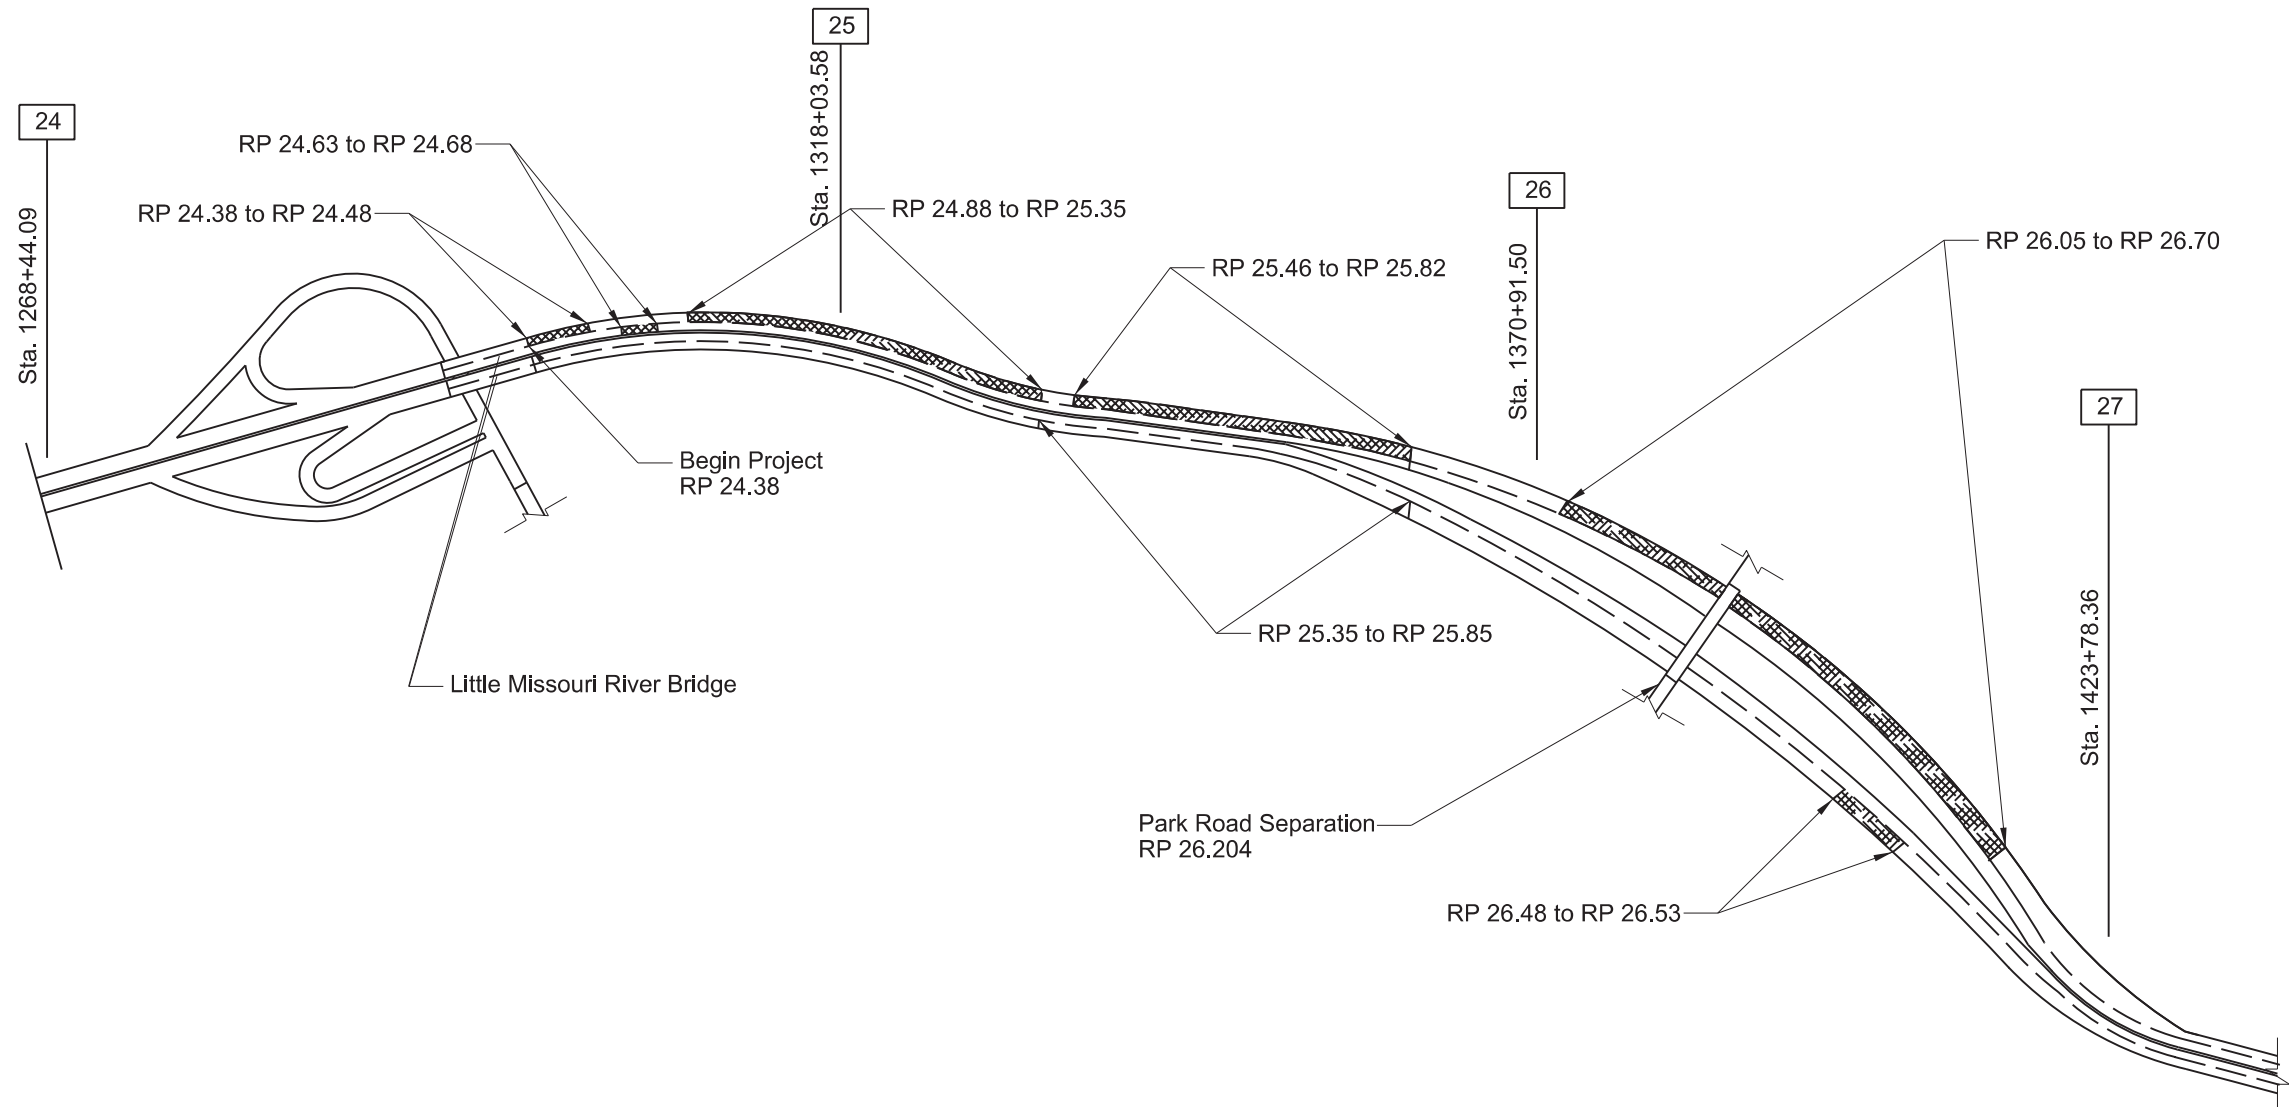 25
Sta. 1318+03.58
24
Sta. 1268+44.09
RP 24.63 to RP 24.68
RP 24.38 to RP 24.48
RP 24.88 to RP 25.35
26
Sta. 1370+91.50
RP 26.05 to RP 26.70
RP 25.46 to RP 25.82
27
Sta. 1423+78.36
Begin Project
RP 24.38
RP 25.35 to RP 25.85
Little Missouri River Bridge
Park Road Separation
RP 26.204
RP 26.48 to RP 26.53